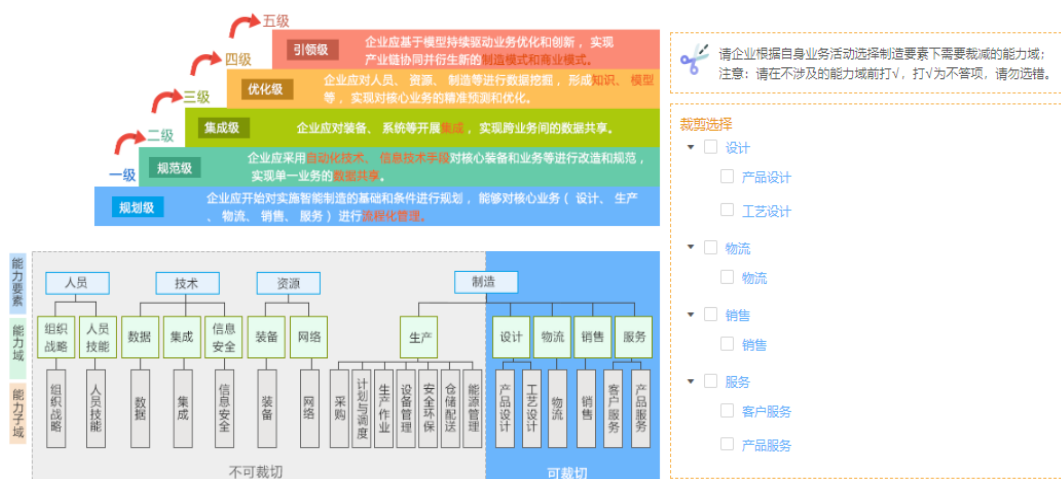 五级
引领级
企业应基于模型持续驱动业务优化和创新，实现
产业链协同并衍生新的制造模式和商业模式。
四级
优化级
企业应对人员、资源、制造等进行数据挖掘，形成知识、模型
等，实现对核心业务的精准预测和优化。
三级
集成级
企业应对装备、系统等开展集成，实现跨业务间的数据共享。
二级
规范级
企业应采用自动化技术、信息技术手段对核心装备和业务等进行改造和规范，
实现单一业务的数据共享。
一级
规划级
企业应开始对实施智能制造的基础和条件进行规划，能够对核心业务（设计、生产
、物流、销售、服务）进行流程化管理。
能力要素
人员
技术
资源
制造
能力域
组织战略
人员技能
数据
集成
信息安全
装备
网络
生产
设计
物流
销售
服务
能力子域
组织战略
人员技能
数据
集成
信息安全
装备
网络
采购
计划与调度
生产作业
设备管理
安全环保
仓储配送
能源管理
产品设计
工艺设计
物流
销售
客户服务
产品服务
不可裁切
可裁切
请企业根据自身业务活动选择制造要素下需要裁减的能力域；
注意：请在不涉及的能力域前打√，打√为不答项，请勿选错。
裁剪选择
设计
产品设计
工艺设计
物流
物流
销售
销售
服务
客户服务
产品服务